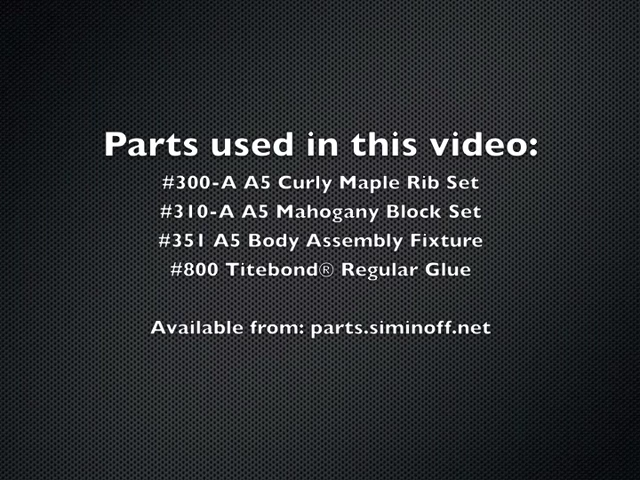 Parts used in this video:
#300-A A5 Curly Maple Rib Set
#310-A A5 Mahogany Block Set
#351 A5 Body Assembly Fixture
#800 Titebond® Regular Glue
Available from: parts.siminoff.net